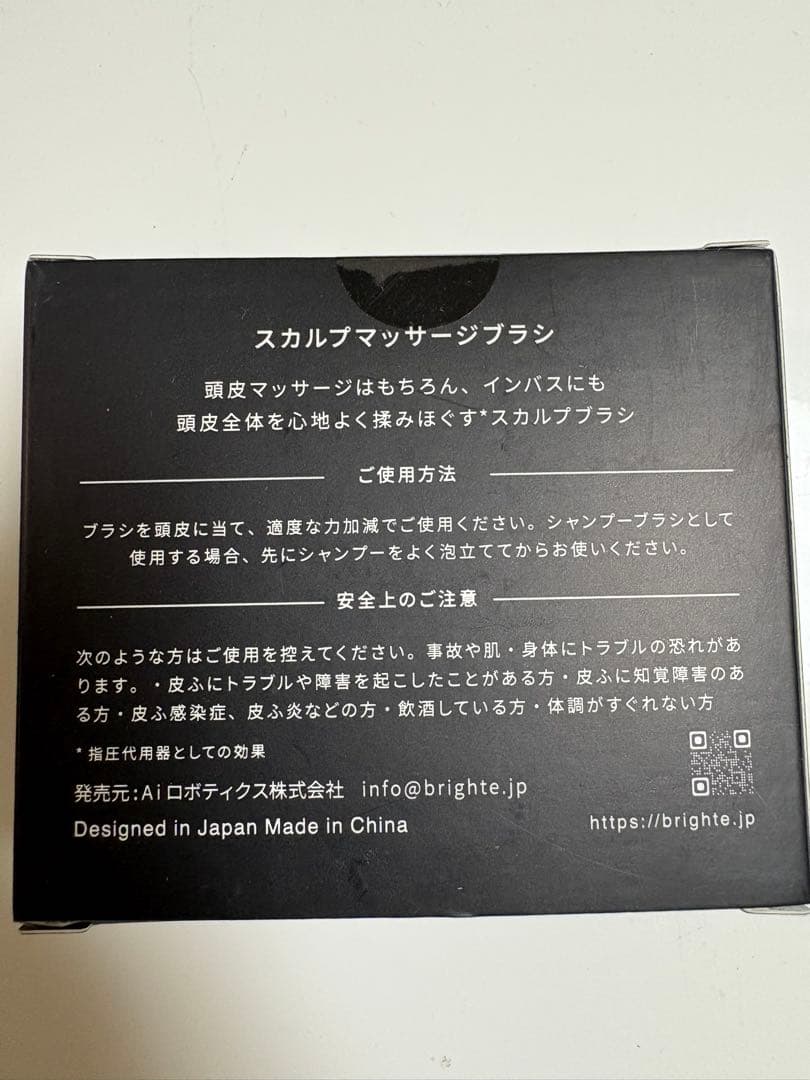 スカルプマッサージブラシ
頭皮マッサージはもちろん、インバスにも
頭皮全体を心地よく揉みほぐす*スカルプブラシ
ご使用方法
ブラシを頭皮に当て、適度な力加減でご使用ください。シャンプーブラシとして
使用する場合、先にシャンプーをよく泡立ててからお使いください。
安全上のご注意
次のような方はご使用を控えてください。事故や肌・身体にトラブルの恐れがあ
ります。・皮ふにトラブルや障害を起こしたことがある方・皮ふに知覚障害のあ
る方・皮ふ感染症、皮ふ炎などの方・飲酒している方・体調がすぐれない方
* 指圧代用器としての効果
発売元:Ai ロボティクス株式会社 info@brighte.jp
Designed in Japan Made in China
https://brighte.jp